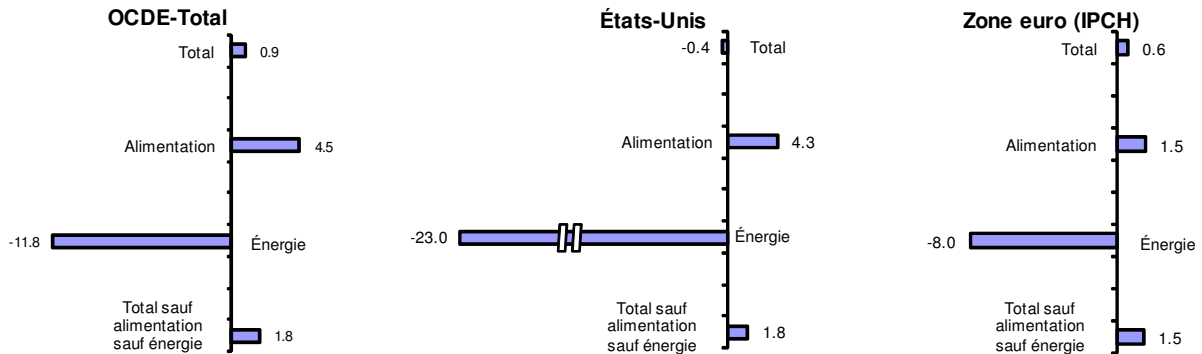 OCDE-Total
Total
0.9
Alimentation
4.5
-11.8
Énergie
Total sauf
alimentation
sauf énergie
1.8
États-Unis
-0.4
Total
Alimentation
4.3
-23.0
Énergie
Total sauf
alimentation
sauf énergie
1.8
Zone euro (IPCH)
Total
0.6
Alimentation
1.5
-8.0
Énergie
Total sauf
alimentation
sauf énergie
1.5